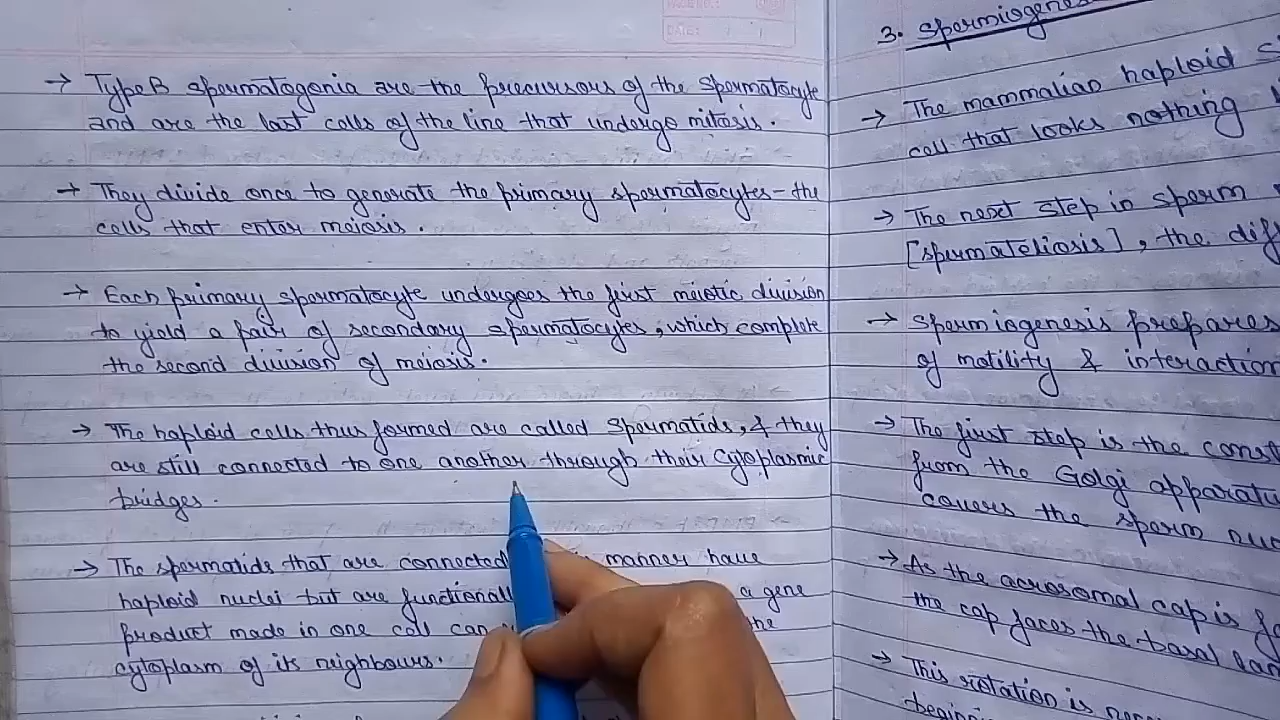 → Type B spermatogonia are the precursors of the spermatocyte
and are the last cells of the line that undergo mitosis.
→ They divide once to generate the primary spermatocytes - the
cells that enter meiosis.
→ Each primary spermatocyte undergoes the first meiotic division
to yield a pair of secondary spermatocytes, which complete
the second division of meiosis.
→ The haploid cells thus formed are called Spermatids, & they
are still connected to one another through their cytoplasmic
bridges.
→ The spermatids that are connected manner have
haploid nuclei but are functionall a gene
product made in one cell can the
cytoplasm of its neighbours.
DATE:
3. Spermiogenes
→ The mammalian haploid
cell that looks nothing
→ The next step in sperm
[spermateliosis], the dif
→ Spermiogenesis prepares
of motility & interaction
→ The first step is the const
from the Golgi apparatu
covers the sperm nuc
→ As the acrosomal cap is fo
the cap faces the basal lam
→ This rotation is
beginni